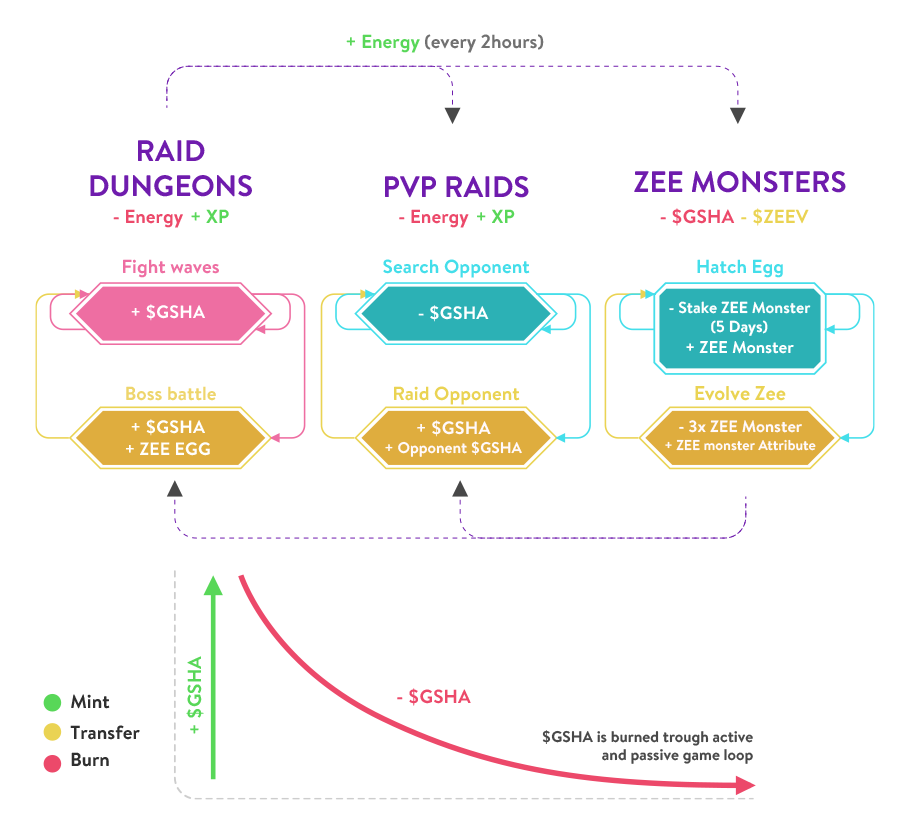 + Energy (every 2hours)
RAID
DUNGEONS
- Energy + XP
Fight waves
+ $GSHA
Boss battle
+ $GSHA
+ ZEE EGG
PVP RAIDS
- Energy + XP
Search Opponent
- $GSHA
Raid Opponent
+ $GSHA
+ Opponent $GSHA
ZEE MONSTERS
- $GSHA - $ZEEV
Hatch Egg
- Stake ZEE Monster
(5 Days)
+ ZEE Monster
Evolve Zee
- 3x ZEE Monster
+ ZEE monster Attribute
+ $GSHA
- $GSHA
$GSHA is burned trough active
and passive game loop
Mint
Transfer
Burn